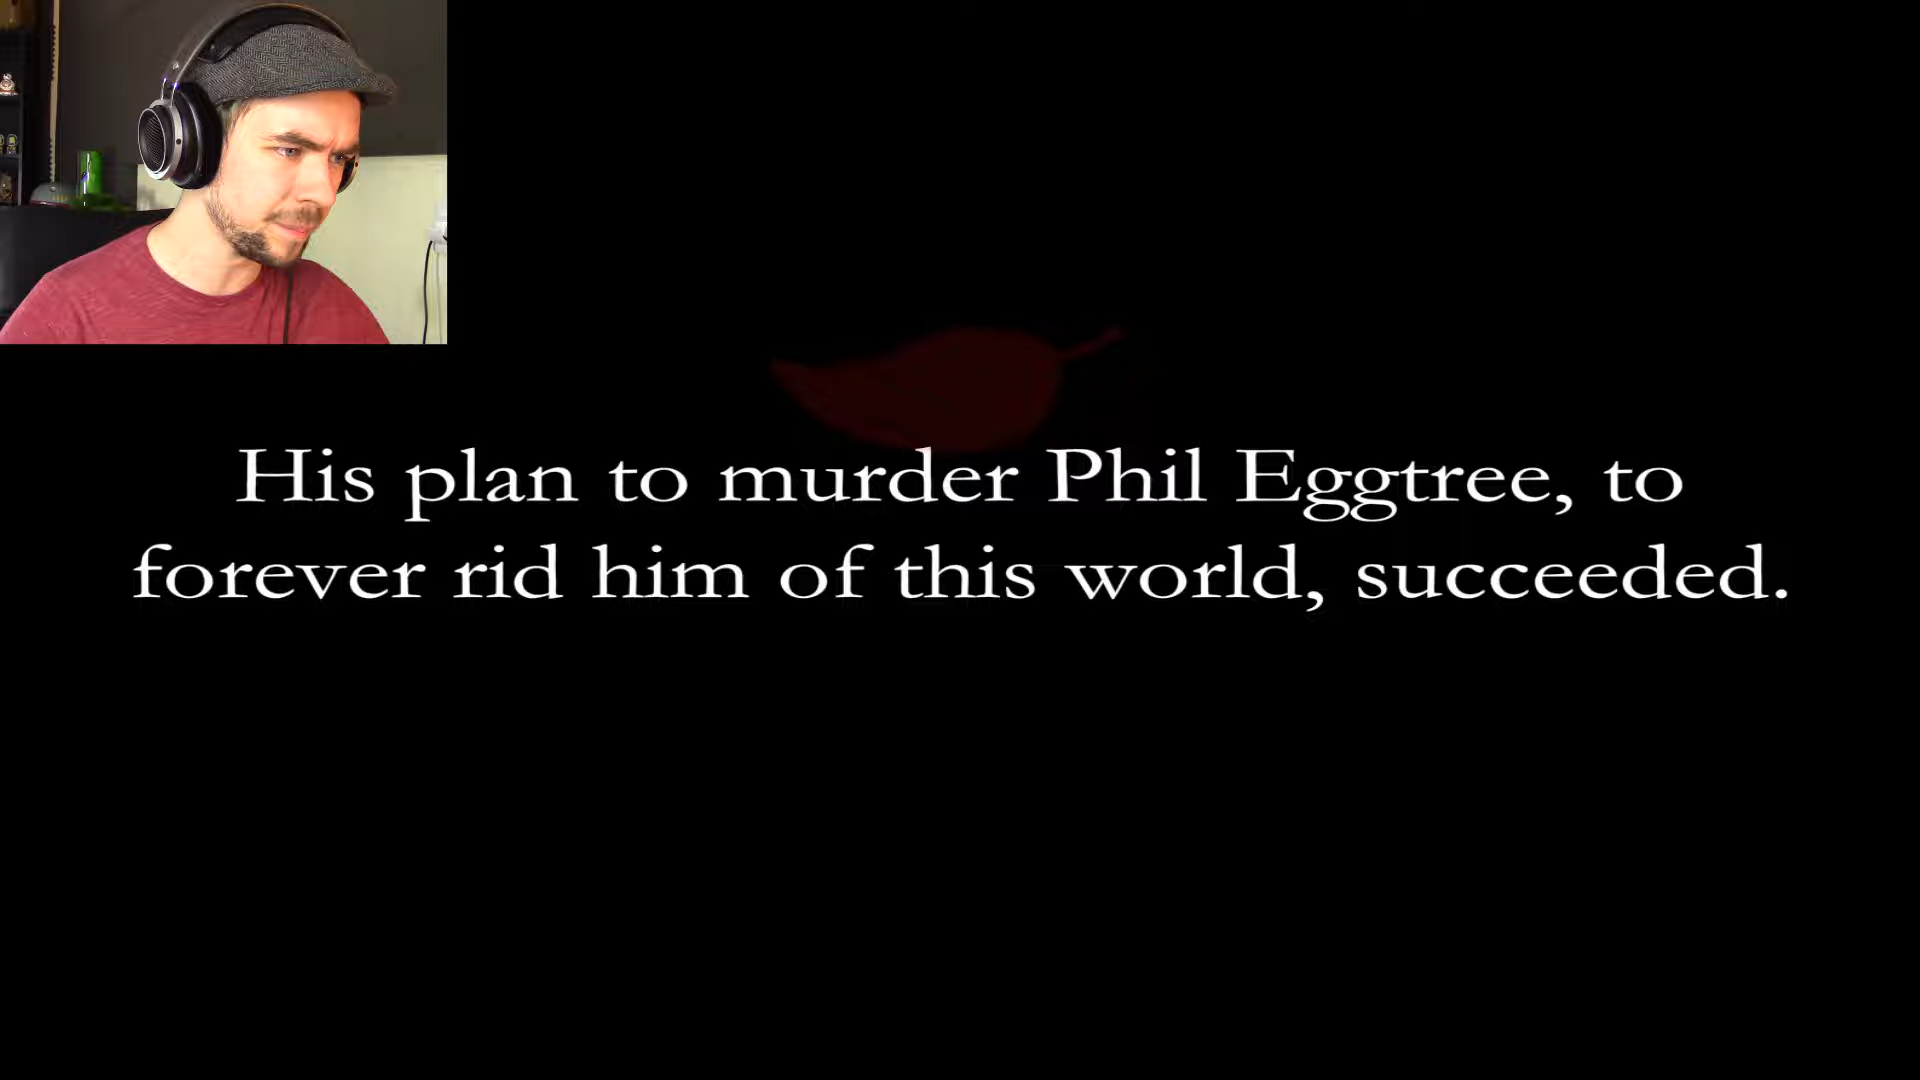 His plan to murder Phil Eggtree, to
forever rid him of this world, succeeded.